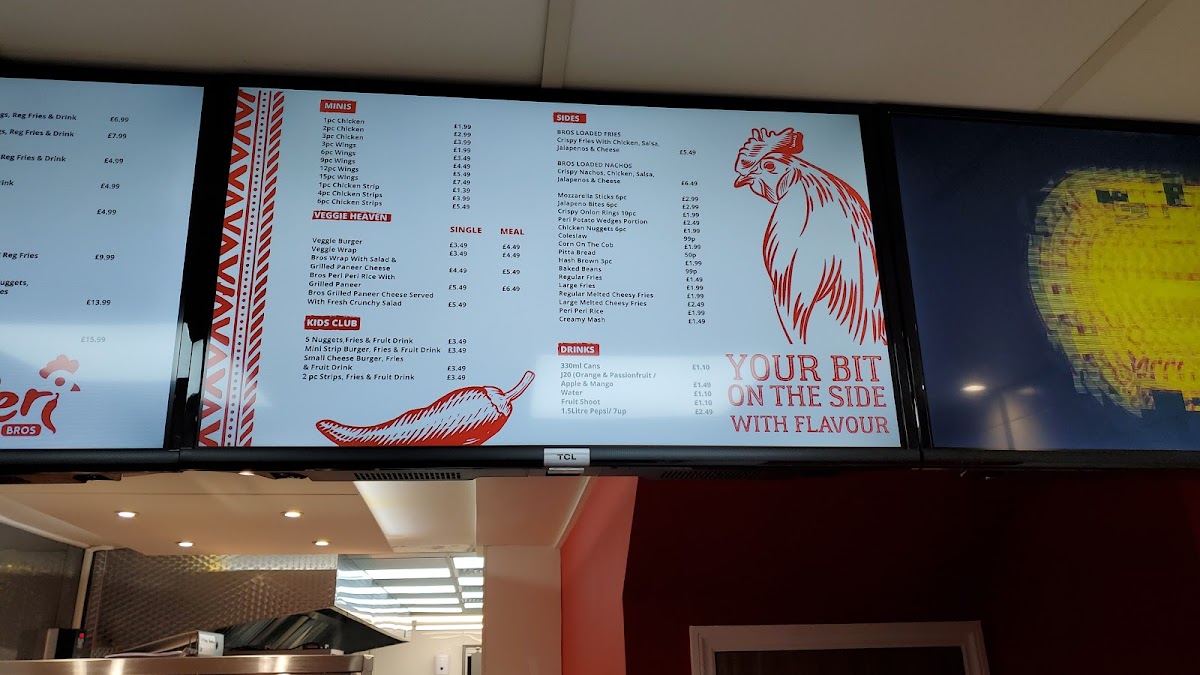 gs, Reg Fries & Drink £6.99
gs, Reg Fries & Drink £7.99
Reg Fries & Drink £4.99
ink £4.99
£4.99
Reg Fries £9.99
uggets,
es £13.99
£15.99
eri
BROS
MINIS
1pc Chicken £1.99
2pc Chicken £2.99
3pc Chicken £3.99
3pc Wings £1.99
6pc Wings £3.49
9pc Wings £4.49
12pc Wings £5.49
15pc Wings £7.49
1pc Chicken Strip £1.39
4pc Chicken Strips £3.99
6pc Chicken Strips £5.49
VEGGIE HEAVEN
SINGLE MEAL
Veggie Burger £3.49 £4.49
Veggie Wrap £3.49 £4.49
Bros Wrap With Salad &
Grilled Paneer Cheese £4.49 £5.49
Bros Peri Peri Rice With
Grilled Paneer £5.49 £6.49
Bros Grilled Paneer Cheese Served
With Fresh Crunchy Salad £5.49
KIDS CLUB
5 Nuggets,Fries & Fruit Drink £3.49
Mini Strip Burger, Fries & Fruit Drink £3.49
Small Cheese Burger, Fries
& Fruit Drink £3.49
2 pc Strips, Fries & Fruit Drink £3.49
SIDES
BROS LOADED FRIES
Crispy Fries With Chicken, Salsa,
Jalapenos & Cheese £5.49
BROS LOADED NACHOS
Crispy Nachos, Chicken, Salsa,
Jalapenos & Cheese £6.49
Mozzarella Sticks 6pc £2.99
Jalapeno Bites 6pc £2.99
Crispy Onion Rings 10pc £1.99
Peri Potato Wedges Portion £2.49
Chicken Nuggets 6pc £1.99
Coleslaw 99p
Corn On The Cob £1.99
Pitta Bread 50p
Hash Brown 3pc £1.99
Baked Beans 99p
Regular Fries £1.49
Large Fries £1.99
Regular Melted Cheesy Fries £1.99
Large Melted Cheesy Fries £2.49
Peri Peri Rice £1.99
Creamy Mash £1.49
DRINKS
330ml Cans £1.10
J20 (Orange & Passionfruit /
Apple & Mango £1.49
Water £1.10
Fruit Shoot £1.10
1.5Litre Pepsi/ 7up £2.49
YOUR BIT
ON THE SIDE
WITH FLAVOUR
TCL